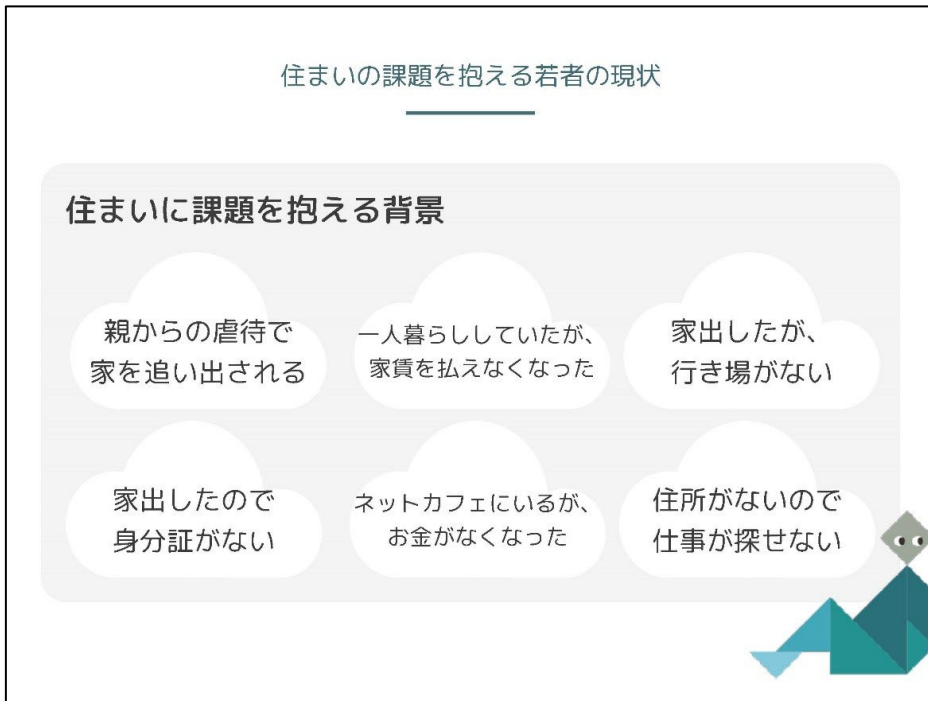 住まいの課題を抱える若者の現状
住まいに課題を抱える背景
親からの虐待で
家を追い出される
一人暮らししていたが、
家賃を払えなくなった
家出したが、
行き場がない
家出したので
身分証がない
ネットカフェにいるが、
お金がなくなった
住所がないので
仕事が探せない